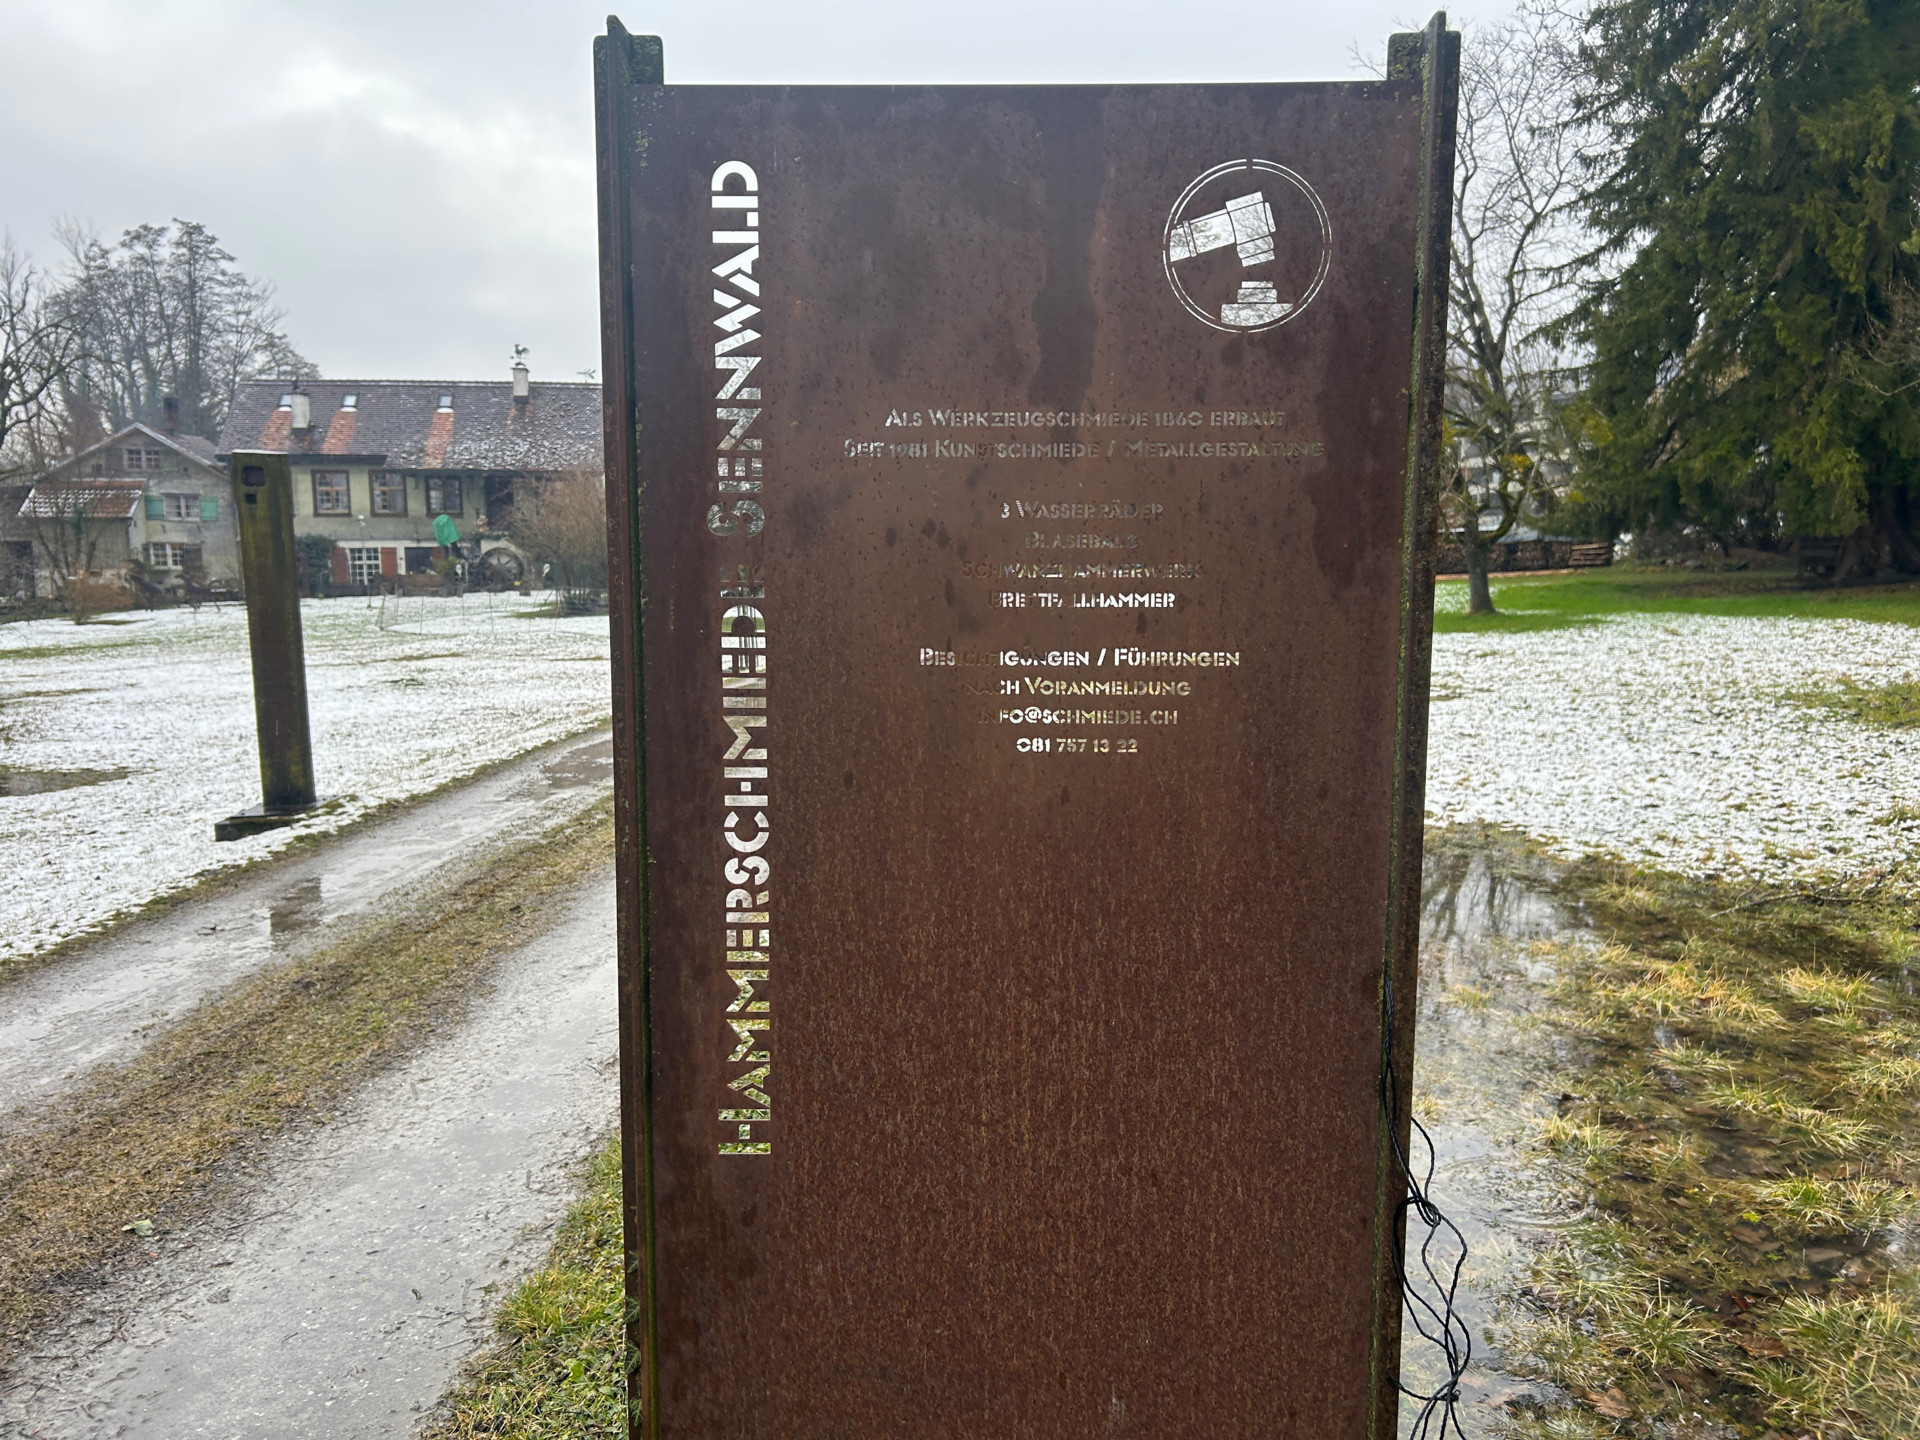 HAMMERSCHMIEDE SENNWALD
ALS WERKZEUGSCHMIEDE 1860 ERBAUT,
SEIT 1981 KUNSTSCHMIEDE / METALLGESTALTUNG
3 WASSERRÄDER
BLASEBALG
SCHWANZHAMMERWERK
BRETTFALLHAMMER
BESICHTIGUNGEN / FÜHRUNGEN
NACH VORANMELDUNG
INFO@SCHMIEDE.CH
081 757 13 22